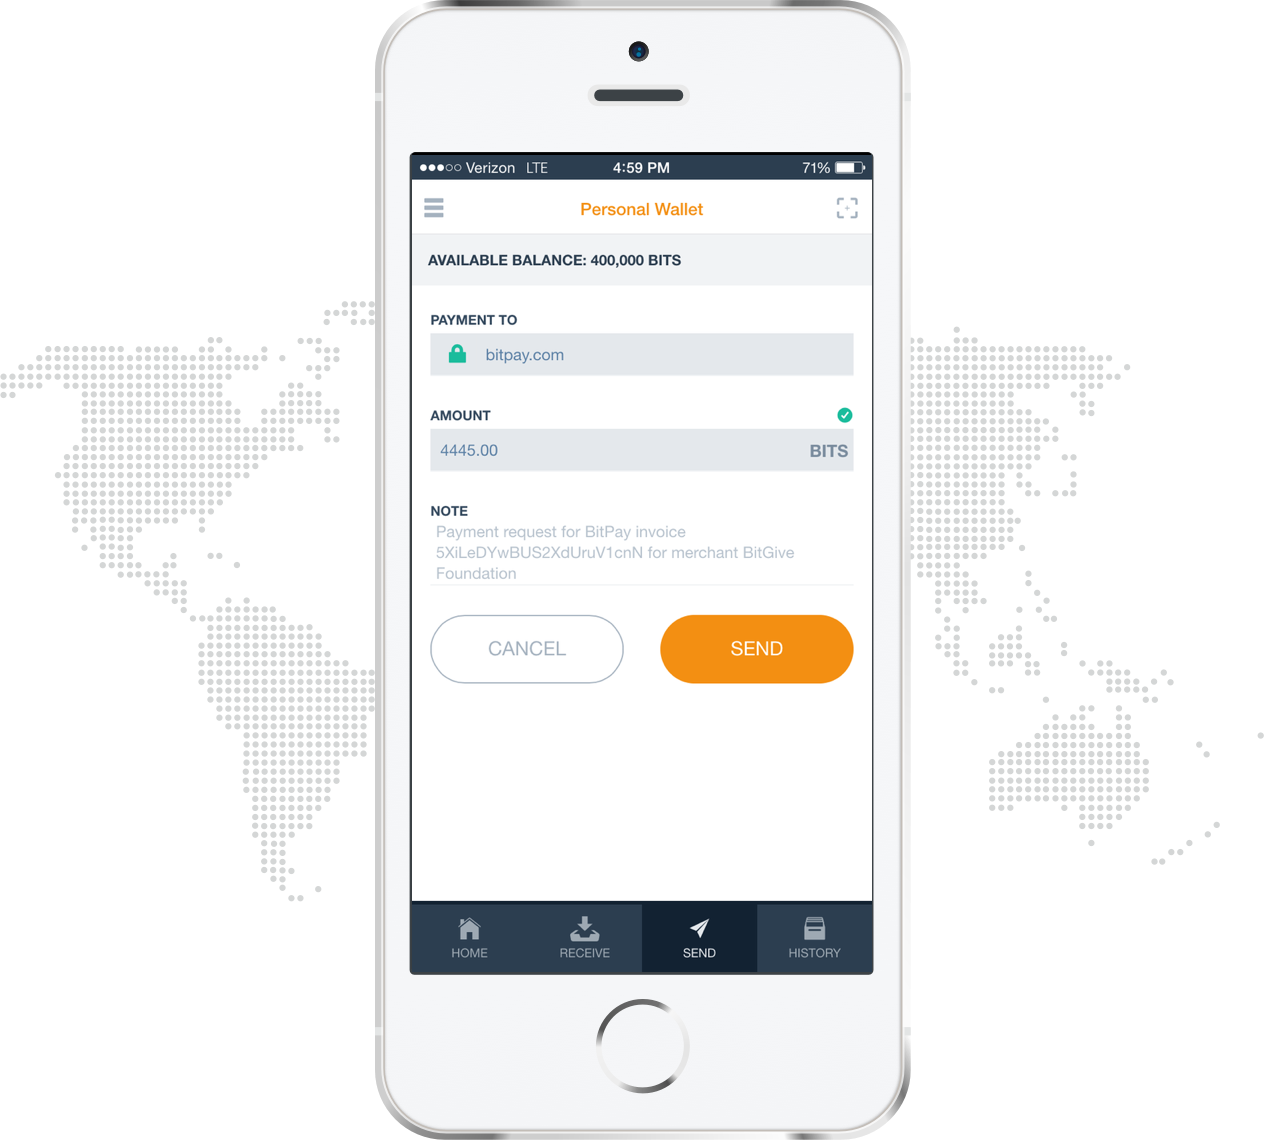 Verizon LTE 4:59 PM 71%
Personal Wallet
AVAILABLE BALANCE: 400,000 BITS
PAYMENT TO
bitpay.com
AMOUNT
4445.00 BITS
NOTE
Payment request for BitPay invoice
5XiLeDYwBUS2XdUruV1cnN for merchant BitGive
Foundation
CANCEL SEND
HOME RECEIVE SEND HISTORY